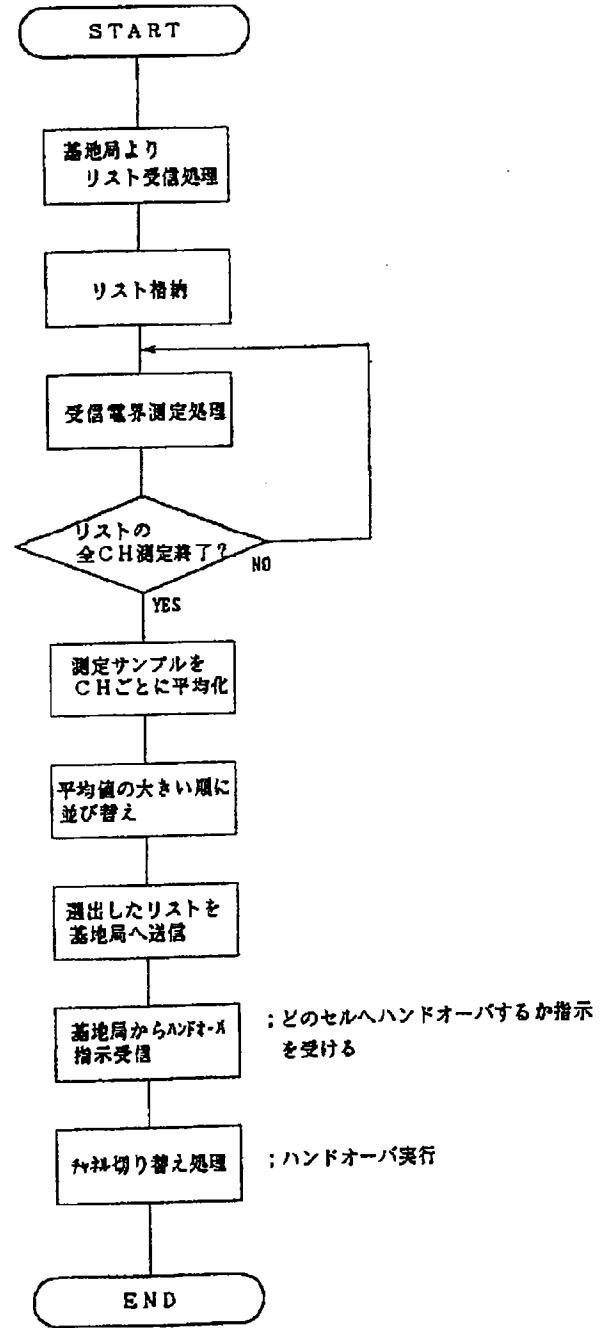 START
基地局より
リスト受信処理
リスト格納
受信電界測定処理
リストの
全CH測定終了?
NO
YES
測定サンプルを
CHごとに平均化
平均値の大きい順に
並び替え
選出したリストを
基地局へ送信
基地局からハンドオーバ
指示受信
;どのセルへハンドオーバするか指示
を受ける
チャネル切り替え処理
;ハンドオーバ実行
END